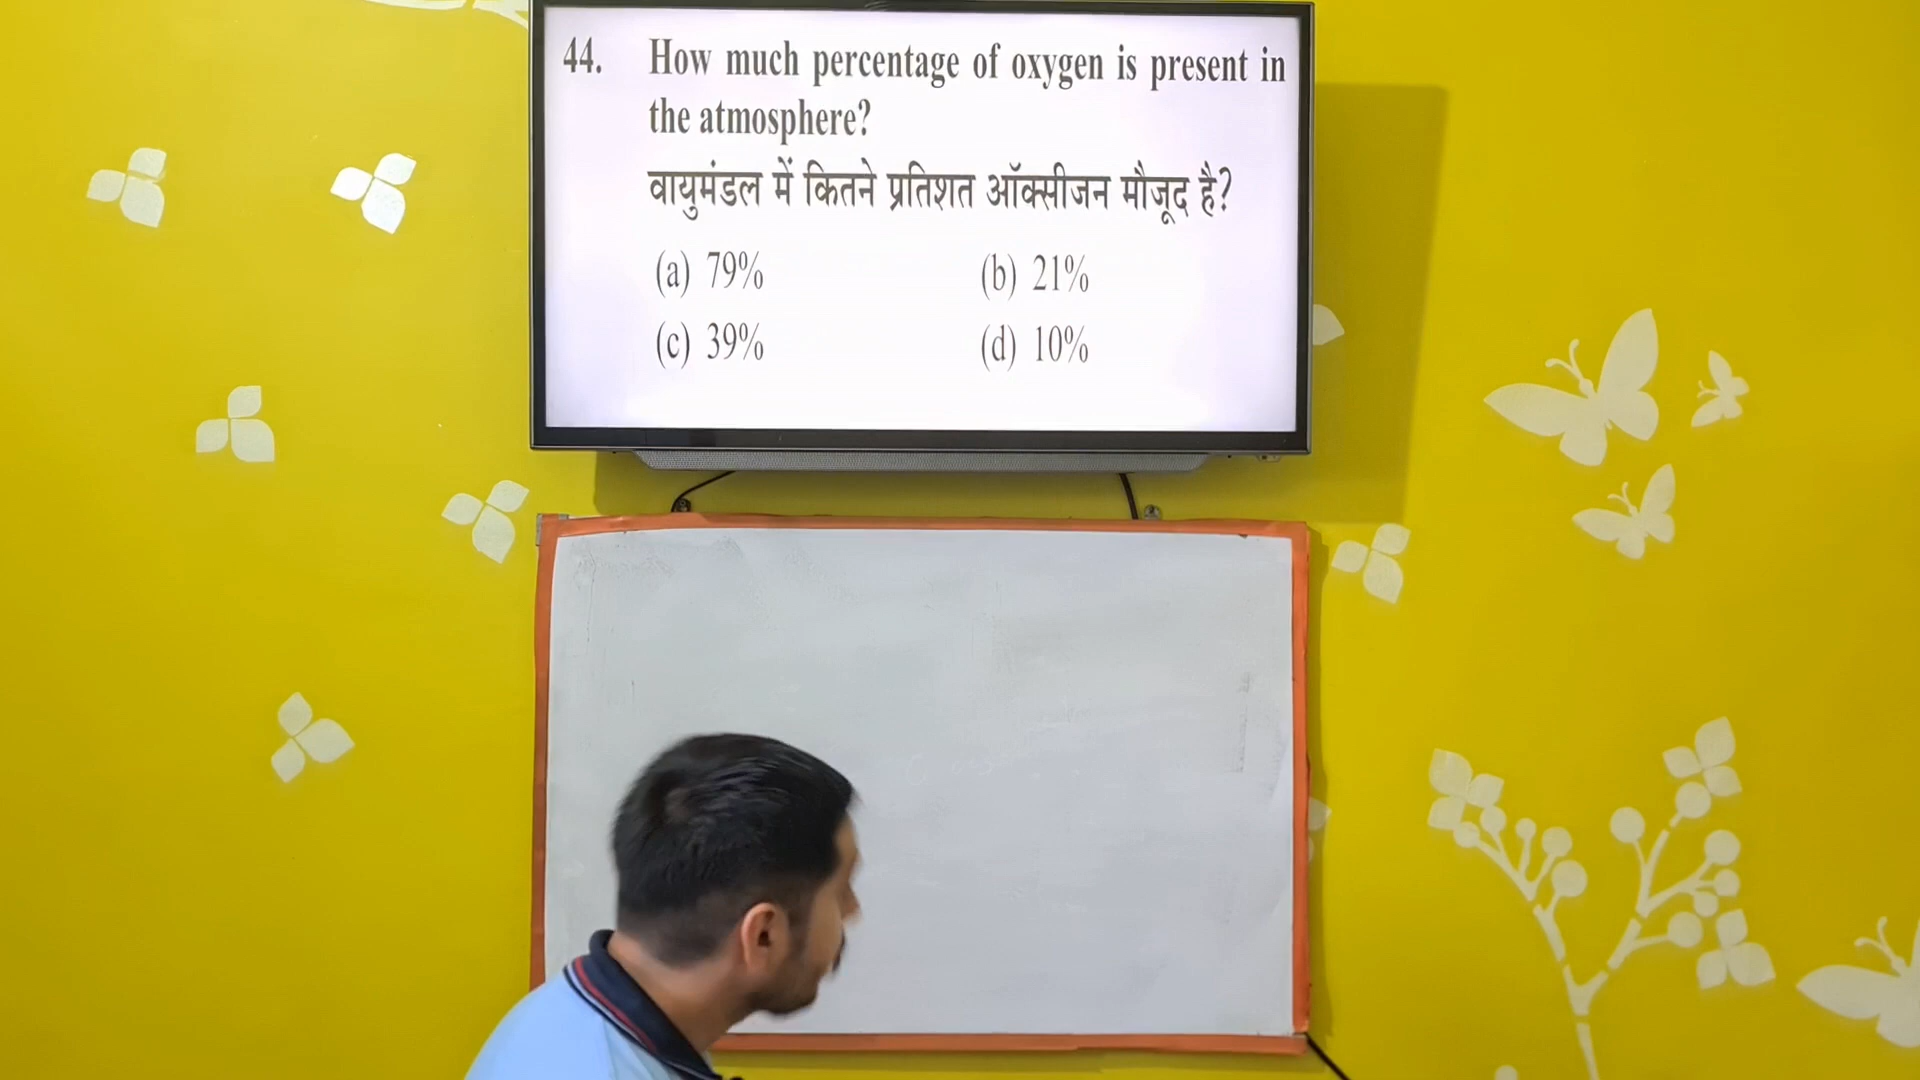 44. How much percentage of oxygen is present in
the atmosphere?
वायुमंडल में कितने प्रतिशत ऑक्सीजन मौजूद है?
(a) 79% (b) 21%
(c) 39% (d) 10%